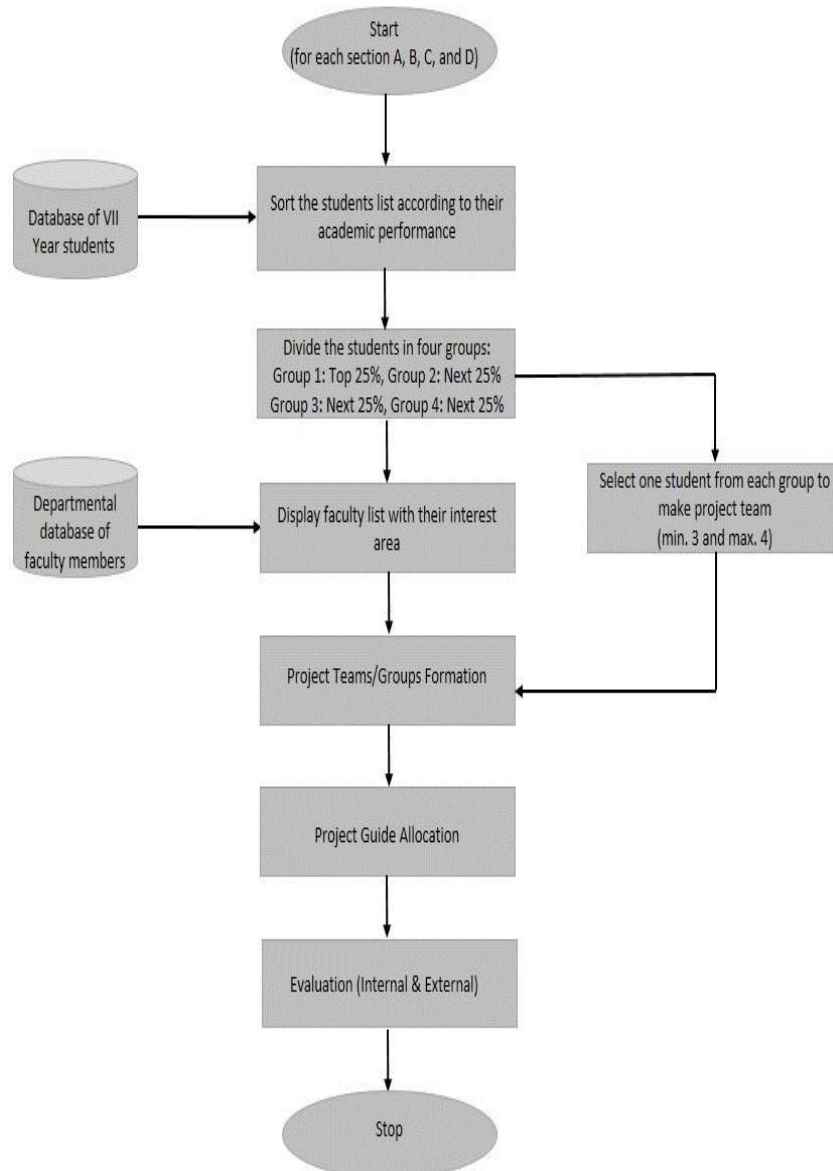 Start
(for each section A, B, C, and D)
Database of VII
Year students
Sort the students list according to their
academic performance
Divide the students in four groups:
Group 1: Top 25%, Group 2: Next 25%
Group 3: Next 25%, Group 4: Next 25%
Select one student from each group to
make project team
(min. 3 and max. 4)
Departmental
database of
faculty members
Display faculty list with their interest
area
Project Teams/Groups Formation
Project Guide Allocation
Evaluation (Internal & External)
Stop